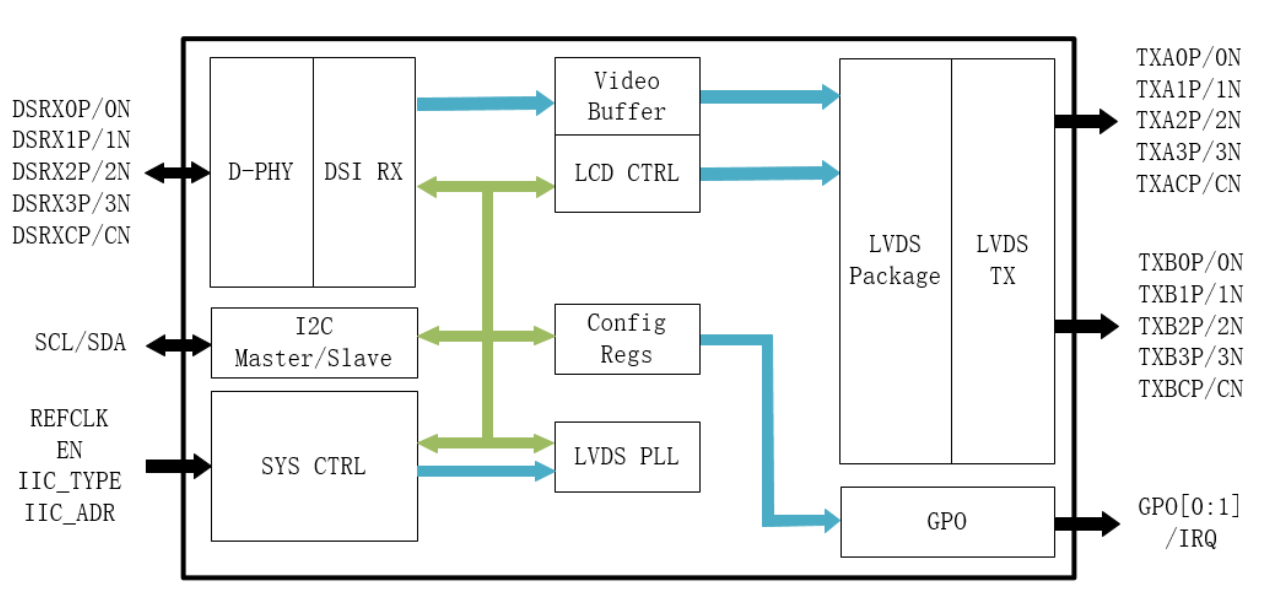 DSRX0P/0N
DSRX1P/1N
DSRX2P/2N
DSRX3P/3N
DSRXCP/CN
SCL/SDA
REFCLK
EN
IIC_TYPE
IIC_ADR
D-PHY
DSI RX
I2C
Master/Slave
SYS CTRL
Video
Buffer
LCD CTRL
Config
Regs
LVDS PLL
LVDS
Package
LVDS
TX
GPO
TXA0P/0N
TXA1P/1N
TXA2P/2N
TXA3P/3N
TXACP/CN
TXB0P/0N
TXB1P/1N
TXB2P/2N
TXB3P/3N
TXBCP/CN
GPO[0:1]
/IRQ